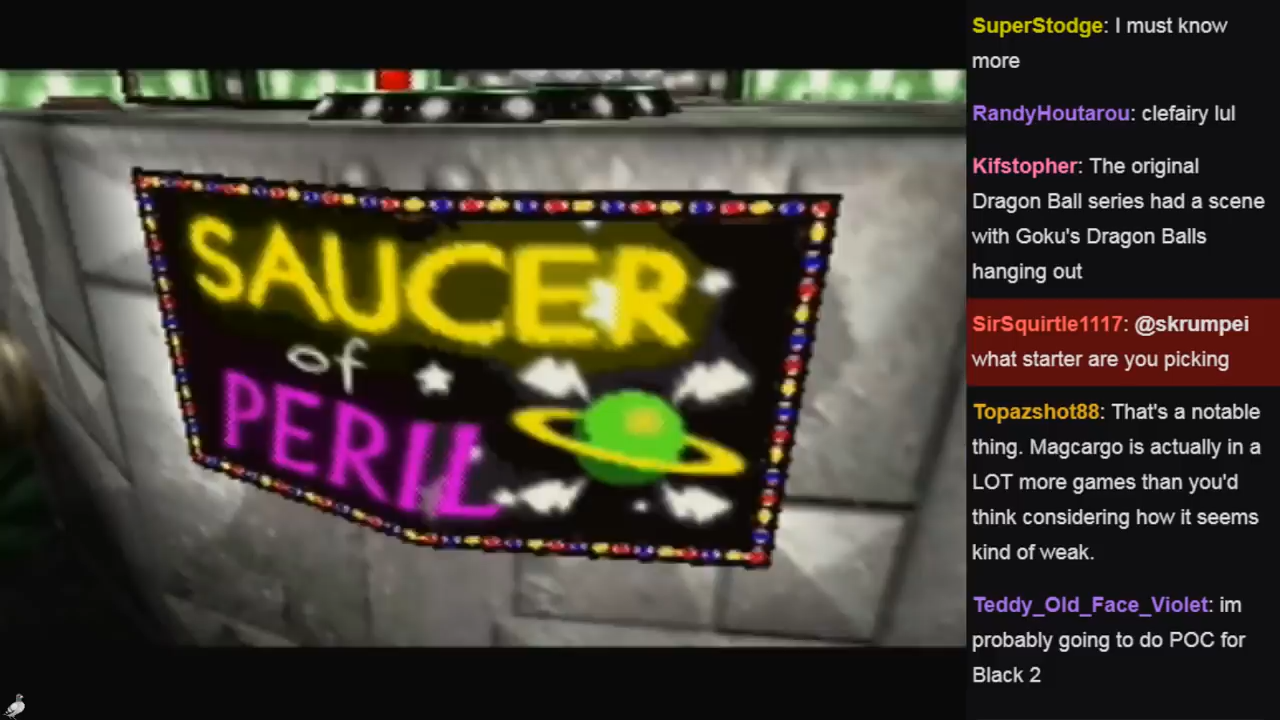 SAUCER
of
PERIL
SuperStodge: I must know
more
RandyHoutarou: clefairy lul
Kifstopher: The original
Dragon Ball series had a scene
with Goku's Dragon Balls
hanging out
SirSquirtle1117: @skrumpei
what starter are you picking
Topazshot88: That's a notable
thing. Magcargo is actually in a
LOT more games than you'd
think considering how it seems
kind of weak.
Teddy_Old_Face_Violet: im
probably going to do POC for
Black 2